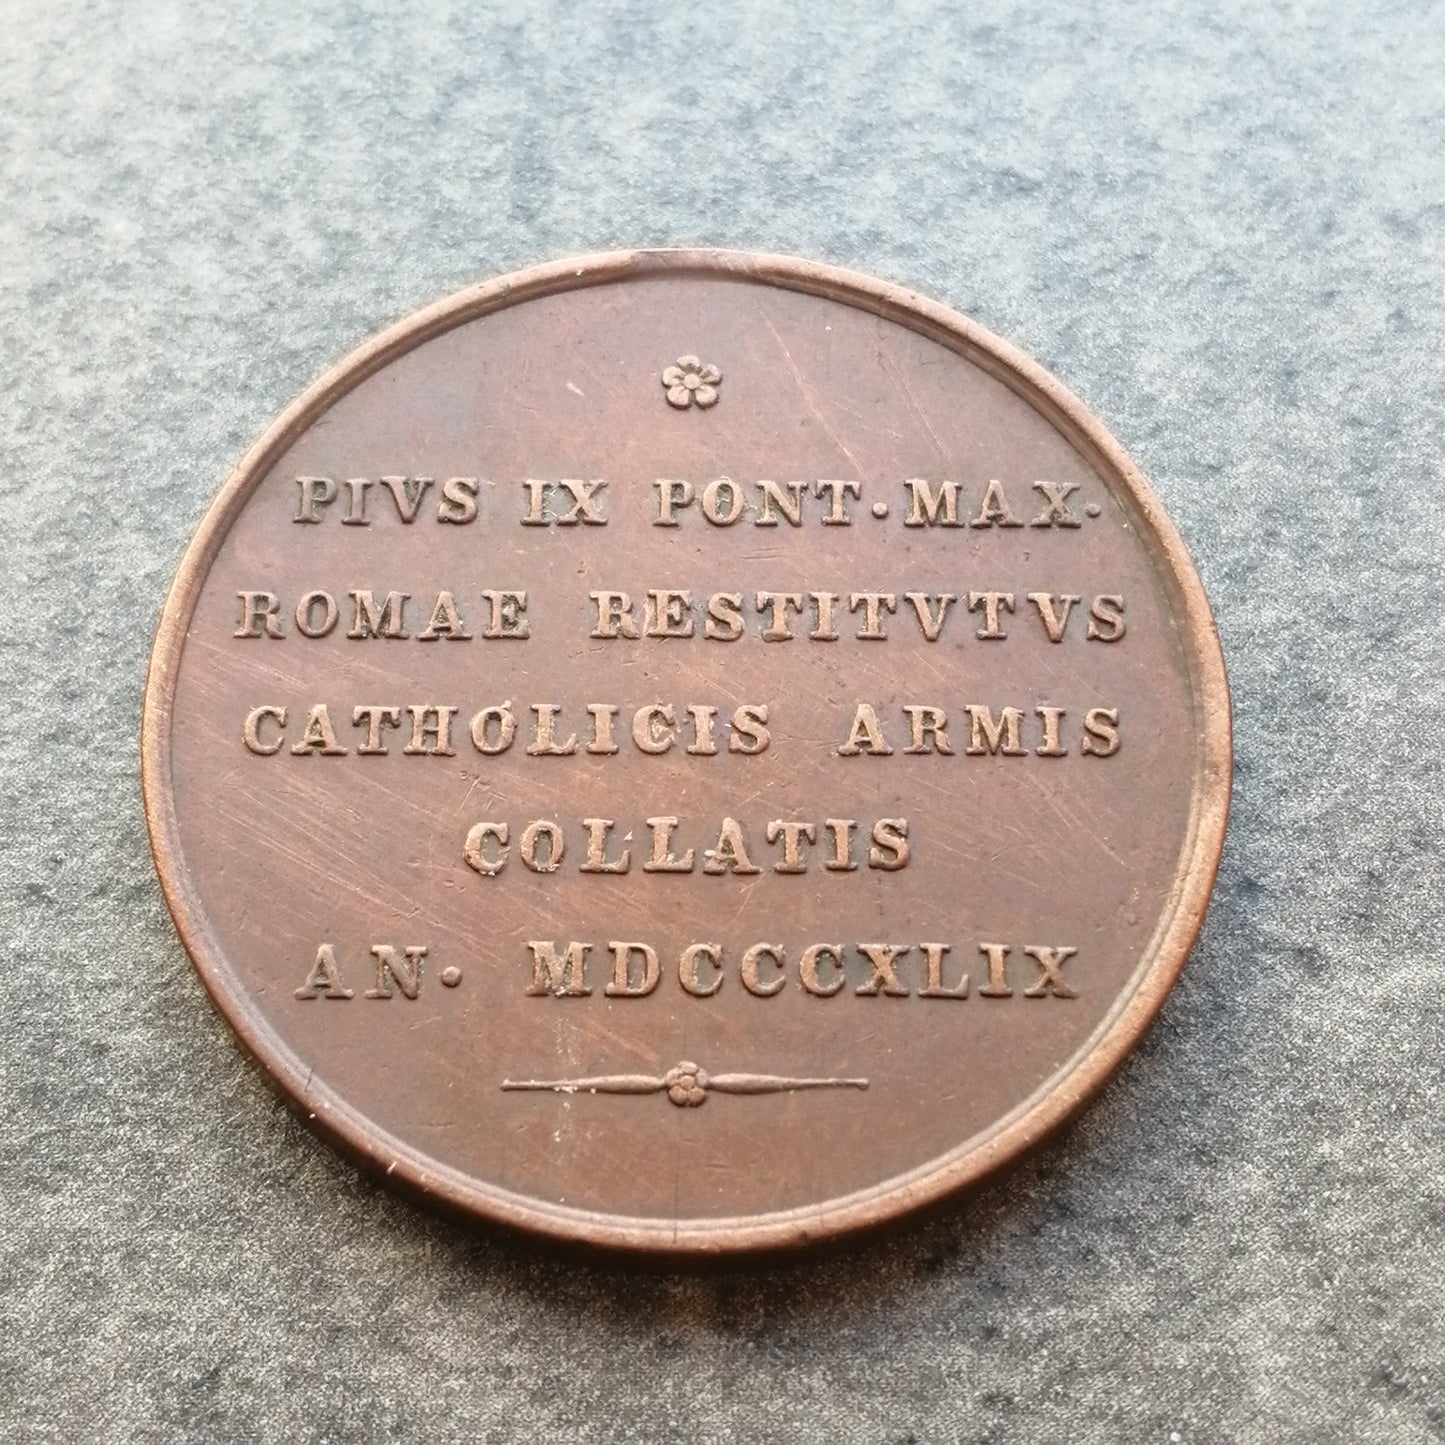 PIVS IX PONT·MAX·
ROMAE RESTITVTVS
CATHOLICIS ARMIS
COLLATIS
AN· MDCCCXLIX